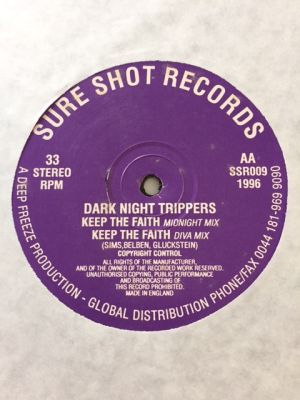 SURE SHOT RECORDS
33
STEREO
RPM
AA
SSR009
1996
DARK NIGHT TRIPPERS
KEEP THE FAITH MIDNIGHT MIX
KEEP THE FAITH DIVA MIX
(SIMS,BELBEN, GLUCKSTEIN)
COPYRIGHT CONTROL
ALL RIGHTS OF THE MANUFACTURER,
AND OF THE OWNER OF THE RECORDED WORK RESERVED.
UNAUTHORISED COPYING, PUBLIC PERFORMANCE
AND BROADCASTING OF
THIS RECORD PROHIBITED.
MADE IN ENGLAND
A DEEP FREEZE PRODUCTION - GLOBAL DISTRIBUTION PHONE/FAX 0044 181-969 9090